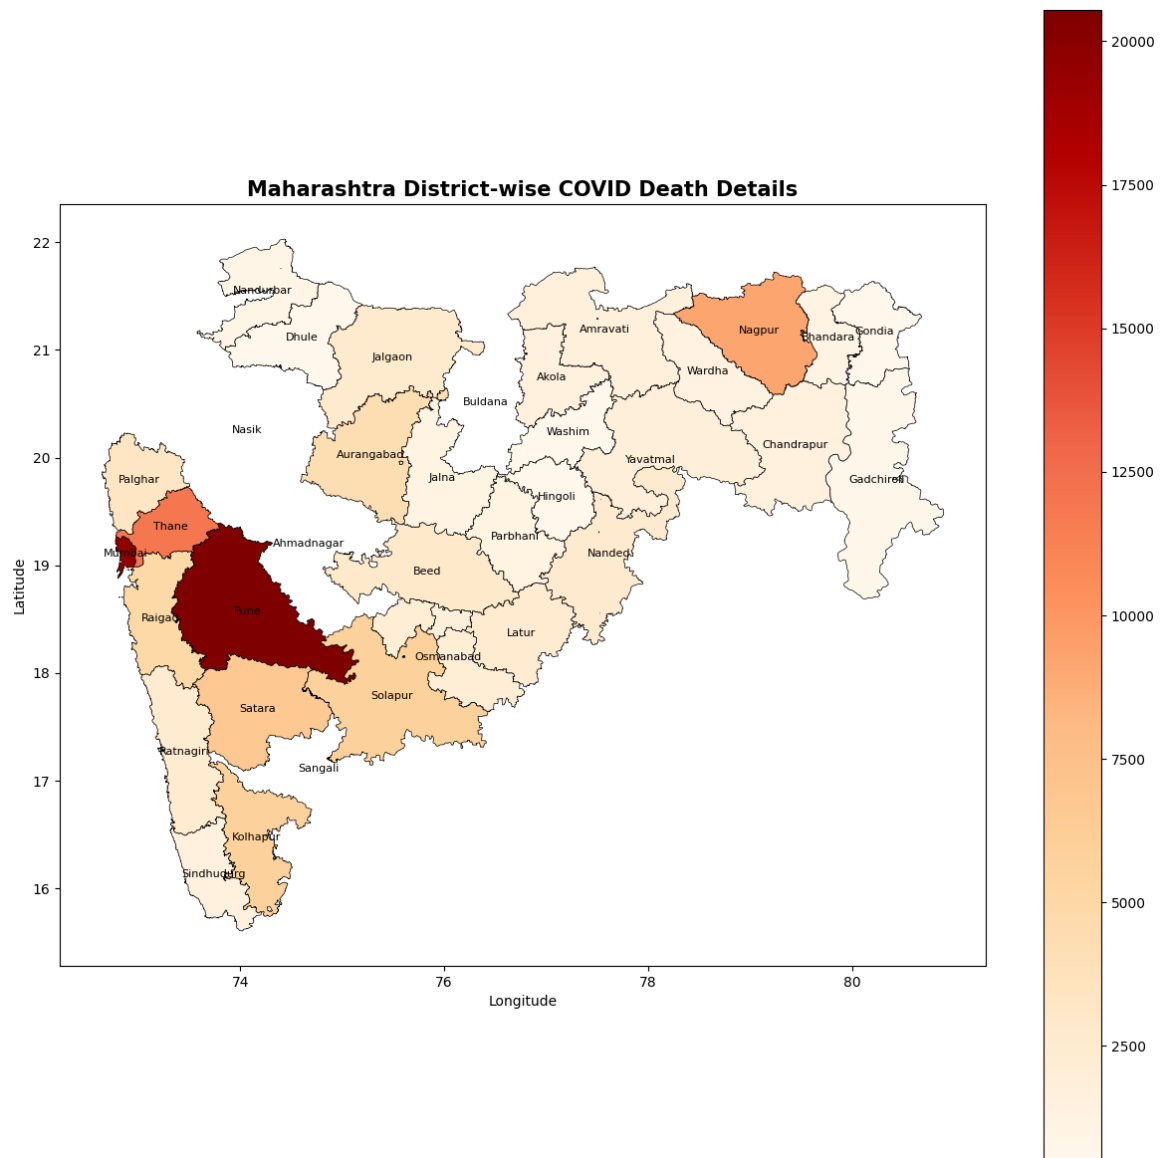 Maharashtra District-wise COVID Death Details
20000
17500
15000
12500
10000
7500
5000
2500
22
21
20
19
18
17
16
Latitude
74
76
78
80
Longitude
Nandurbar
Dhule
Jalgaon
Amravati
Nagpur
Bhandara
Gondia
Wardha
Akola
Buldana
Nasik
Washim
Chandrapur
Aurangabad
Yavatmal
Palghar
Jalna
Gadchiroli
Hingoli
Thane
Parbhani
Ahmadnagar
Mumbai
Nanded
Beed
Pune
Raigad
Latur
Osmanabad
Solapur
Satara
Ratnagiri
Sangali
Kolhapur
Sindhudurg